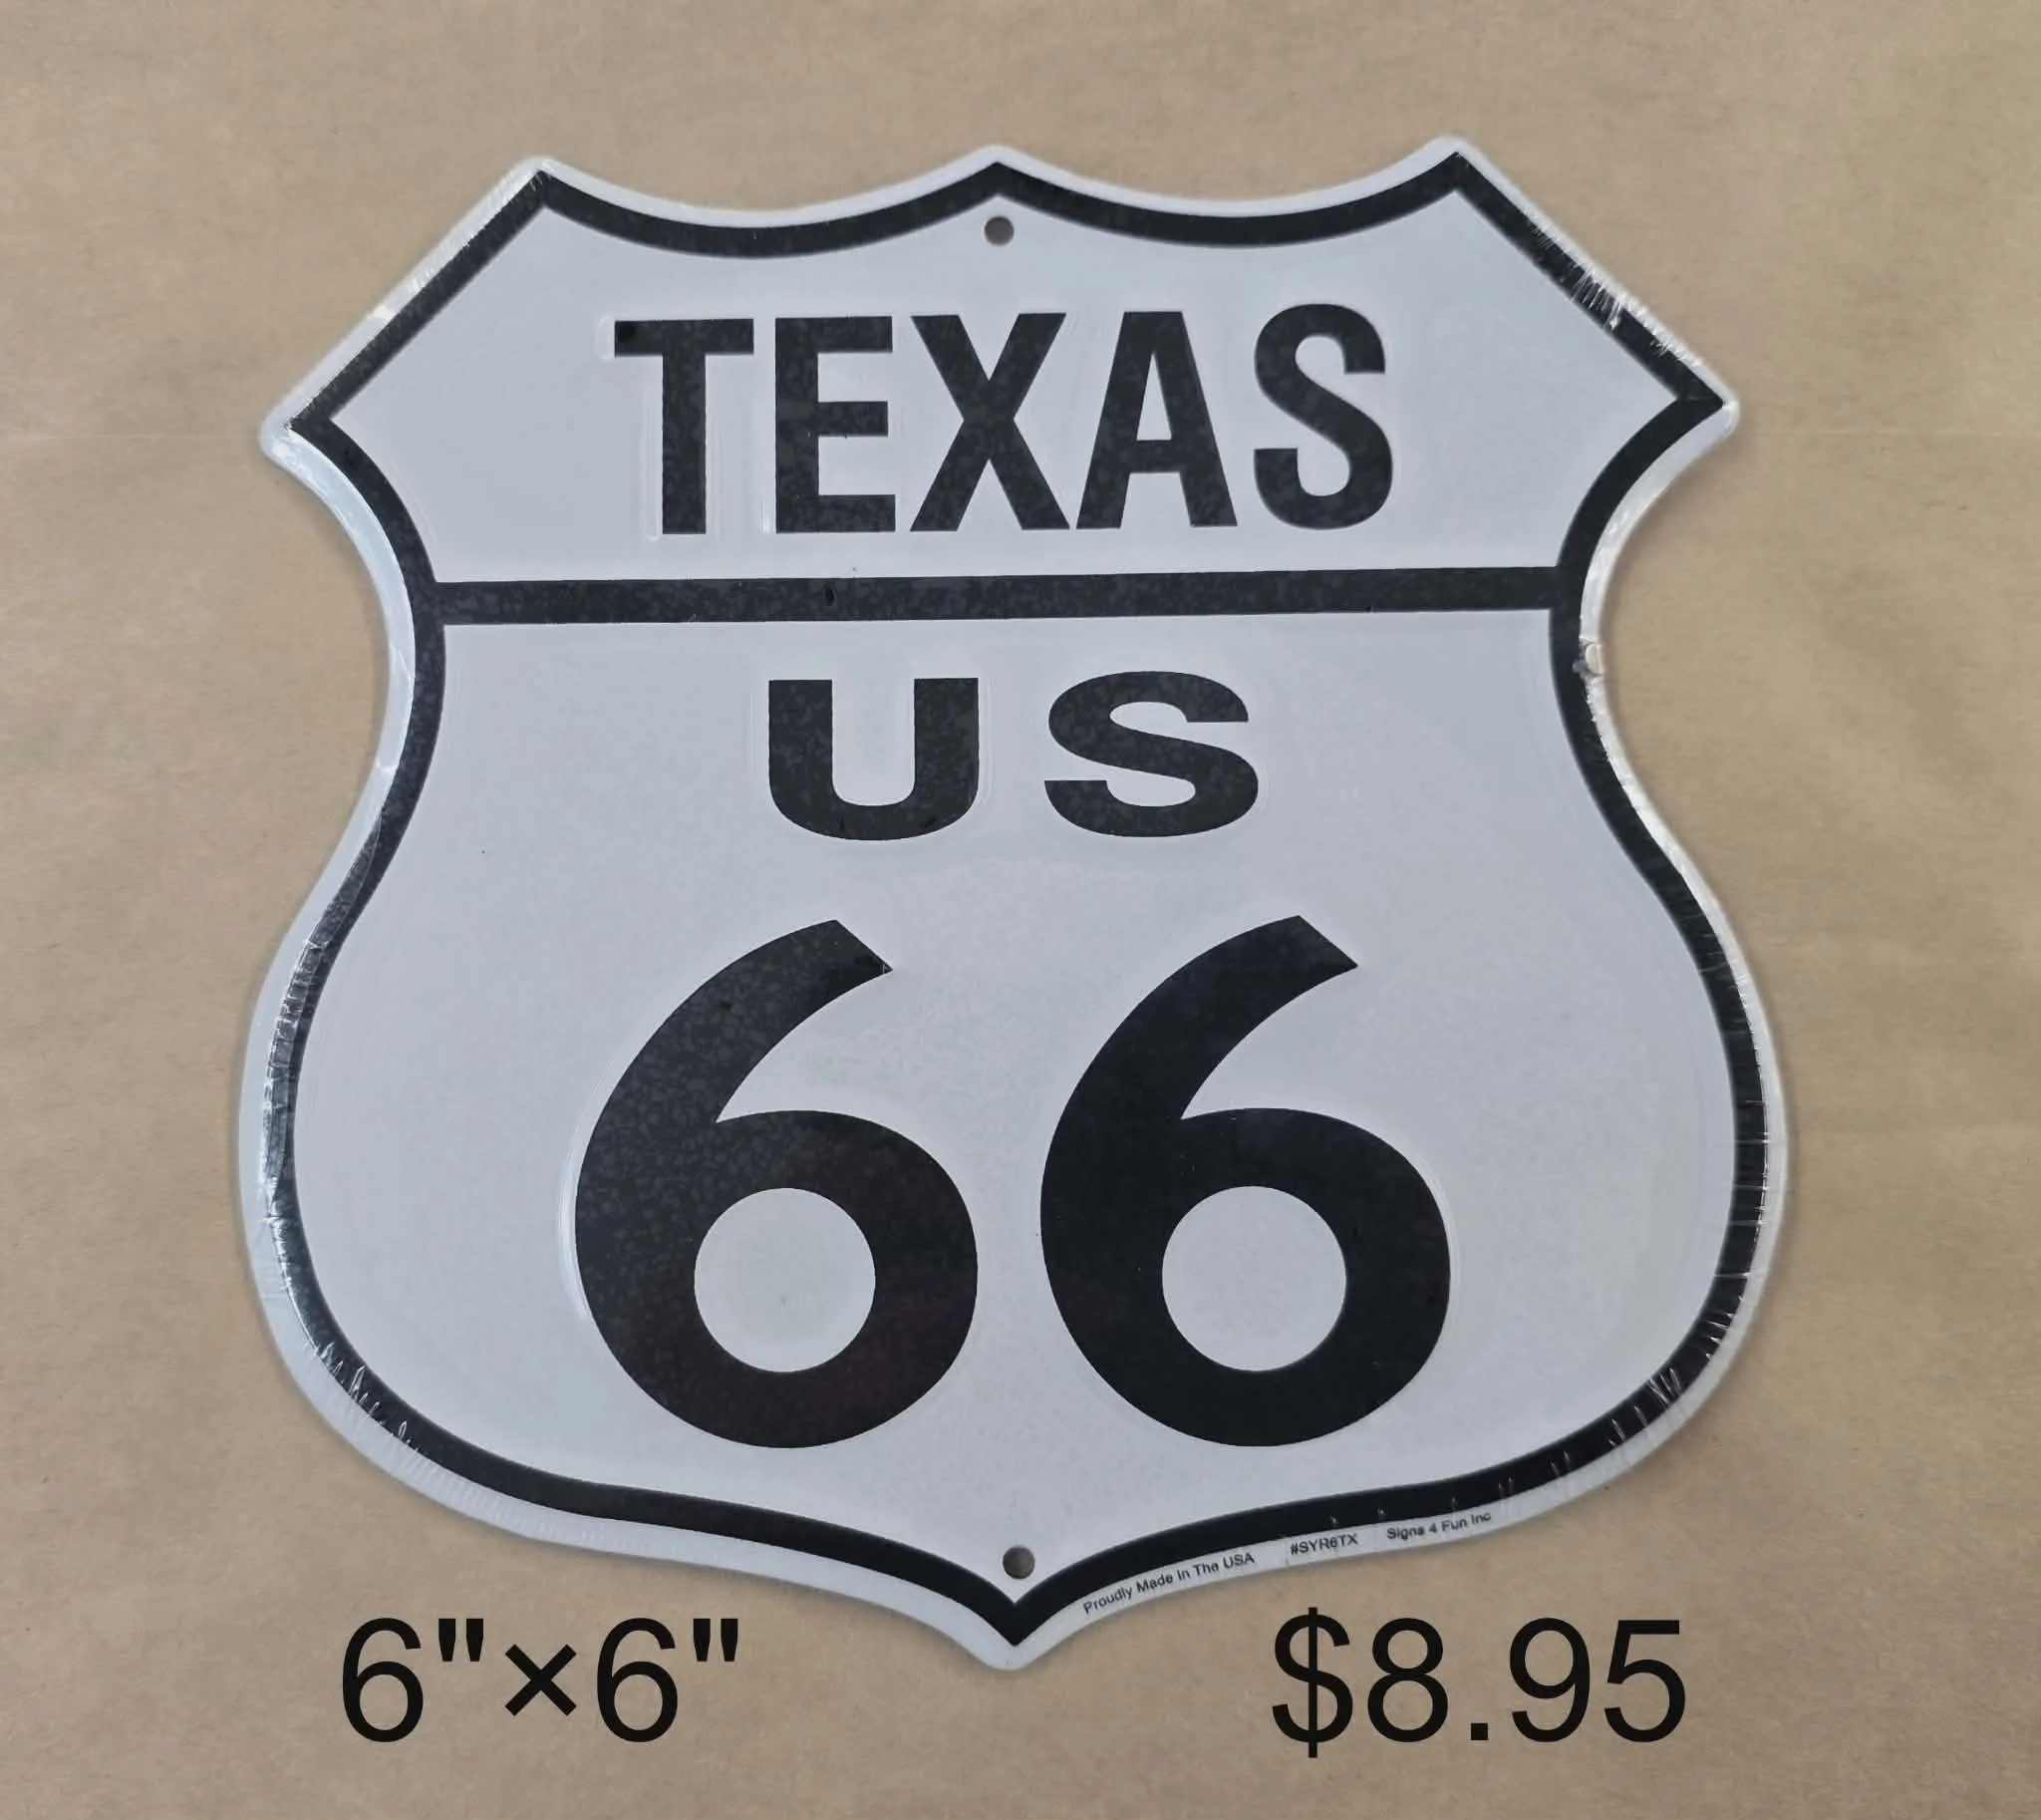 TEXAS
US
66
Proudly Made In The USA #SYR6TX Signs 4 Fun Inc
6"×6" $8.95